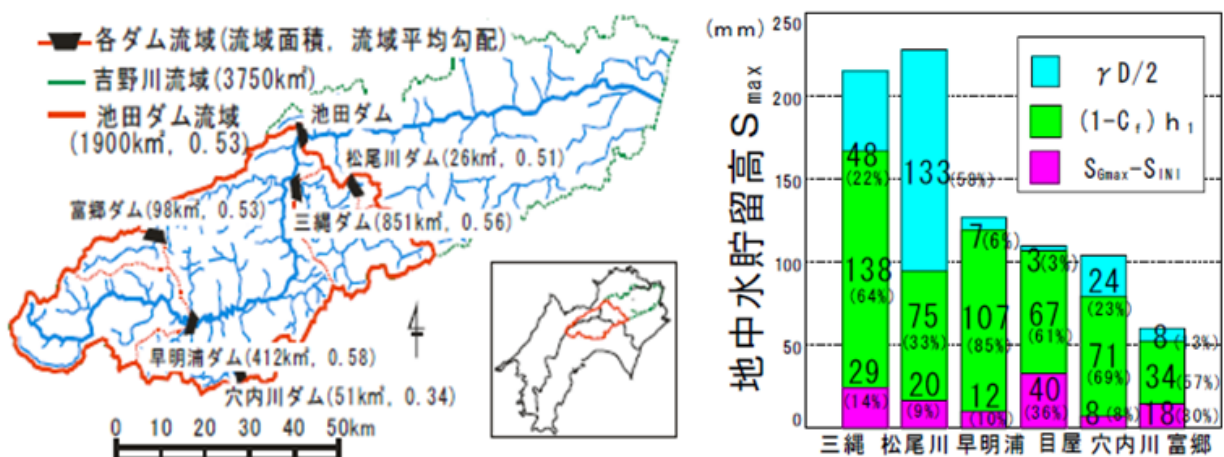 各ダム流域(流域面積, 流域平均勾配)
吉野川流域(3750km²)
池田ダム流域
(1900km², 0.53)
池田ダム
松尾川ダム(26km², 0.51)
富郷ダム(98km², 0.53)
三縄ダム(851km², 0.56)
早明浦ダム(412km², 0.58)
穴内川ダム(51km², 0.34)
0 10 20 30 40 50km
(mm)
地中水貯留高Smax
250
200
150
100
50
0
γD/2
(1-Cf)h1
SGmax-SINI
48
(22%)
138
(64%)
29
(14%)
133(58%)
75
(33%)
20
(9%)
7(6%)
107
(85%)
12
(10%)
3(3%)
67
(61%)
40
(36%)
24
(23%)
71
(69%)
8(8%)
8(13%)
34(57%)
18(30%)
三縄 松尾川 早明浦 目屋 穴内川 富郷